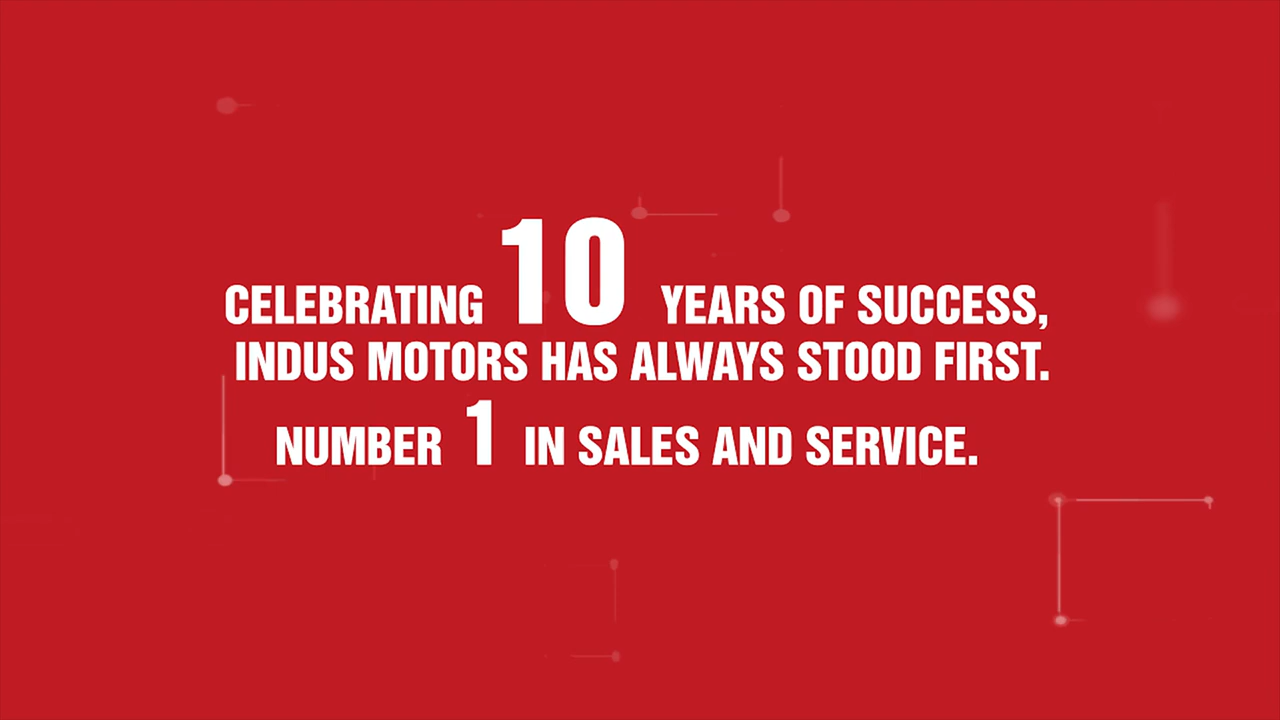 CELEBRATING 10 YEARS OF SUCCESS,
INDUS MOTORS HAS ALWAYS STOOD FIRST.
NUMBER 1 IN SALES AND SERVICE.